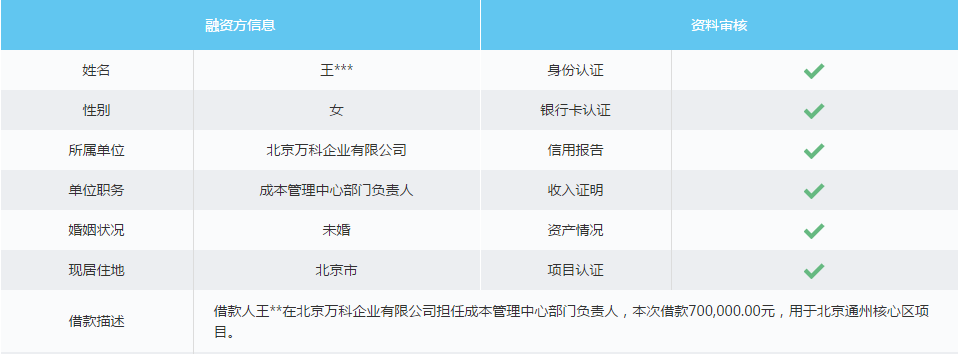 融资方信息 资料审核
姓名 王*** 身份认证
性别 女 银行卡认证
所属单位 北京万科企业有限公司 信用报告
单位职务 成本管理中心部门负责人 收入证明
婚姻状况 未婚 资产情况
现居住地 北京市 项目认证
借款描述 借款人王**在北京万科企业有限公司担任成本管理中心部门负责人，本次借款700,000.00元，用于北京通州核心区项
目。